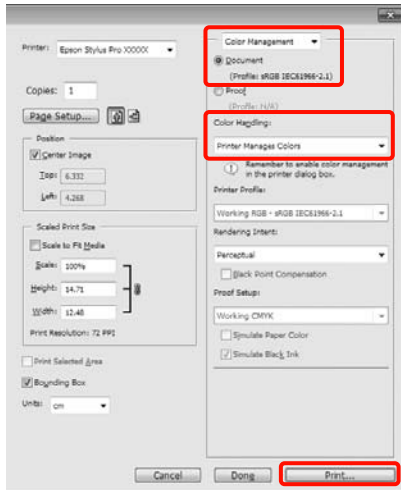 Printer: Epson Stylus Pro XXXXX
Copies: 1
Page Setup...
Position
Center Image
Top: 6.332
Left: 4.268
Scaled Print Size
Scale to Fit Media
Scale: 100%
Height: 14.71
Width: 12.48
Print Resolution: 72 PPI
Print Selected Area
Bounding Box
Units: cm
Color Management
Document
(Profile: sRGB IEC61966-2.1)
Proof
(Profile: N/A)
Color Handling:
Printer Manages Colors
Remember to enable color management
in the printer dialog box.
Printer Profile:
Working RGB - sRGB IEC61966-2.1
Rendering Intent:
Perceptual
Black Point Compensation
Proof Setup:
Working CMYK
Simulate Paper Color
Simulate Black Ink
Cancel
Done
Print...